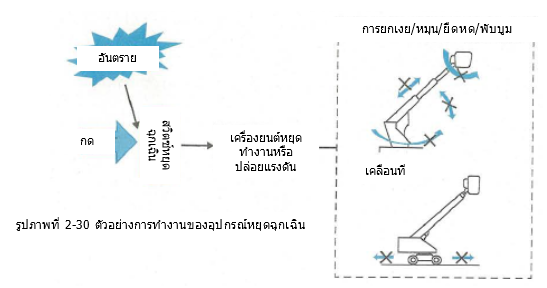 การยกเงย/หมุน/ยืดหด/พับบูม
อันตราย
กด
สวิตช์หยุด
ฉุกเฉิน
เครื่องยนต์หยุด
ทำงานหรือ
ปล่อยแรงดัน
เคลื่อนที่
รูปภาพที่ 2-30 ตัวอย่างการทำงานของอุปกรณ์หยุดฉุกเฉิน